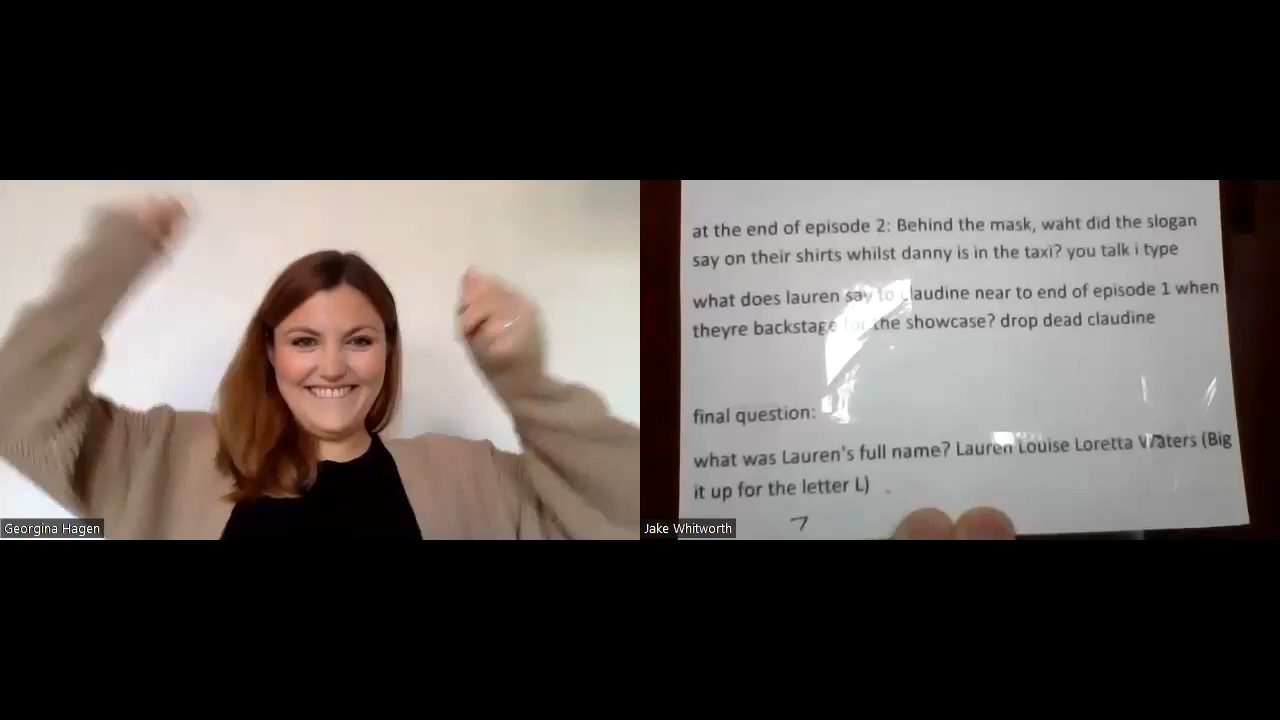 at the end of episode 2: Behind the mask, waht did the slogan
say on their shirts whilst danny is in the taxi? you talk i type
what does lauren say to claudine near to end of episode 1 when
theyre backstage for the showcase? drop dead claudine
final question:
what was Lauren's full name? Lauren Louise Loretta Waters (Big
it up for the letter L)
7
Georgina Hagen
Jake Whitworth